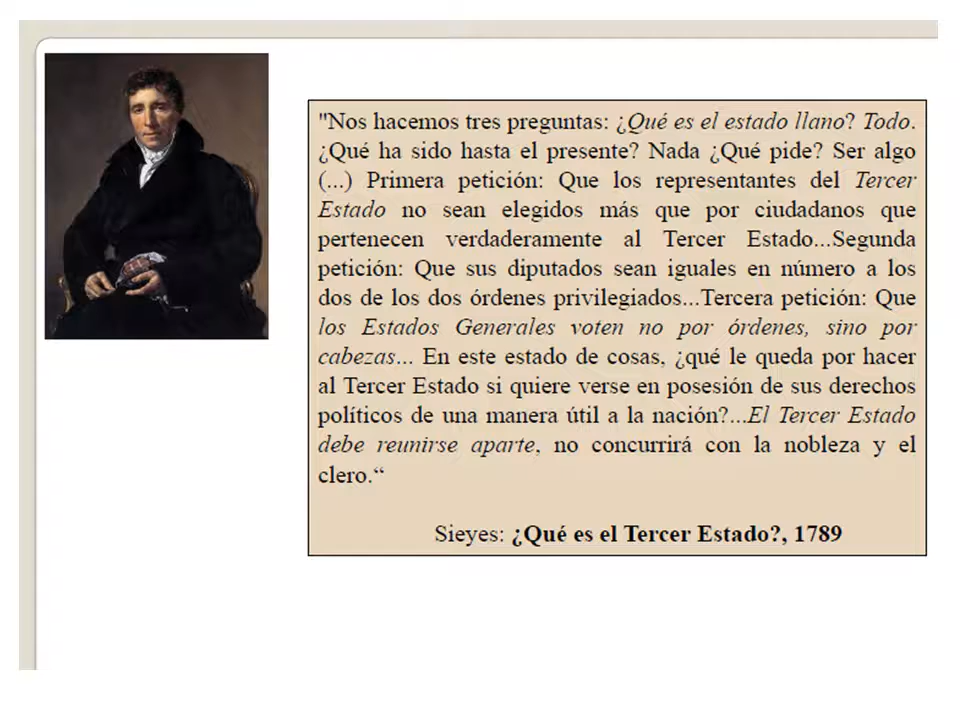 "Nos hacemos tres preguntas: ¿Qué es el estado llano? Todo.
¿Qué ha sido hasta el presente? Nada ¿Qué pide? Ser algo
(...) Primera petición: Que los representantes del Tercer
Estado no sean elegidos más que por ciudadanos que
pertenecen verdaderamente al Tercer Estado...Segunda
petición: Que sus diputados sean iguales en número a los
dos de los dos órdenes privilegiados...Tercera petición: Que
los Estados Generales voten no por órdenes, sino por
cabezas... En este estado de cosas, ¿qué le queda por hacer
al Tercer Estado si quiere verse en posesión de sus derechos
políticos de una manera útil a la nación?...El Tercer Estado
debe reunirse aparte, no concurrirá con la nobleza y el
clero.“
Sieyes: ¿Qué es el Tercer Estado?, 1789